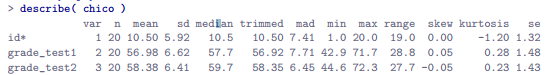 > describe( chico )
var n mean sd median trimmed mad min max range skew kurtosis se
id* 1 20 10.50 5.92 10.5 10.50 7.41 1.0 20.0 19.0 0.00 -1.20 1.32
grade_test1 2 20 56.98 6.62 57.7 56.92 7.71 42.9 71.7 28.8 0.05 0.28 1.48
grade_test2 3 20 58.38 6.41 59.7 58.35 6.45 44.6 72.3 27.7 -0.05 0.23 1.43